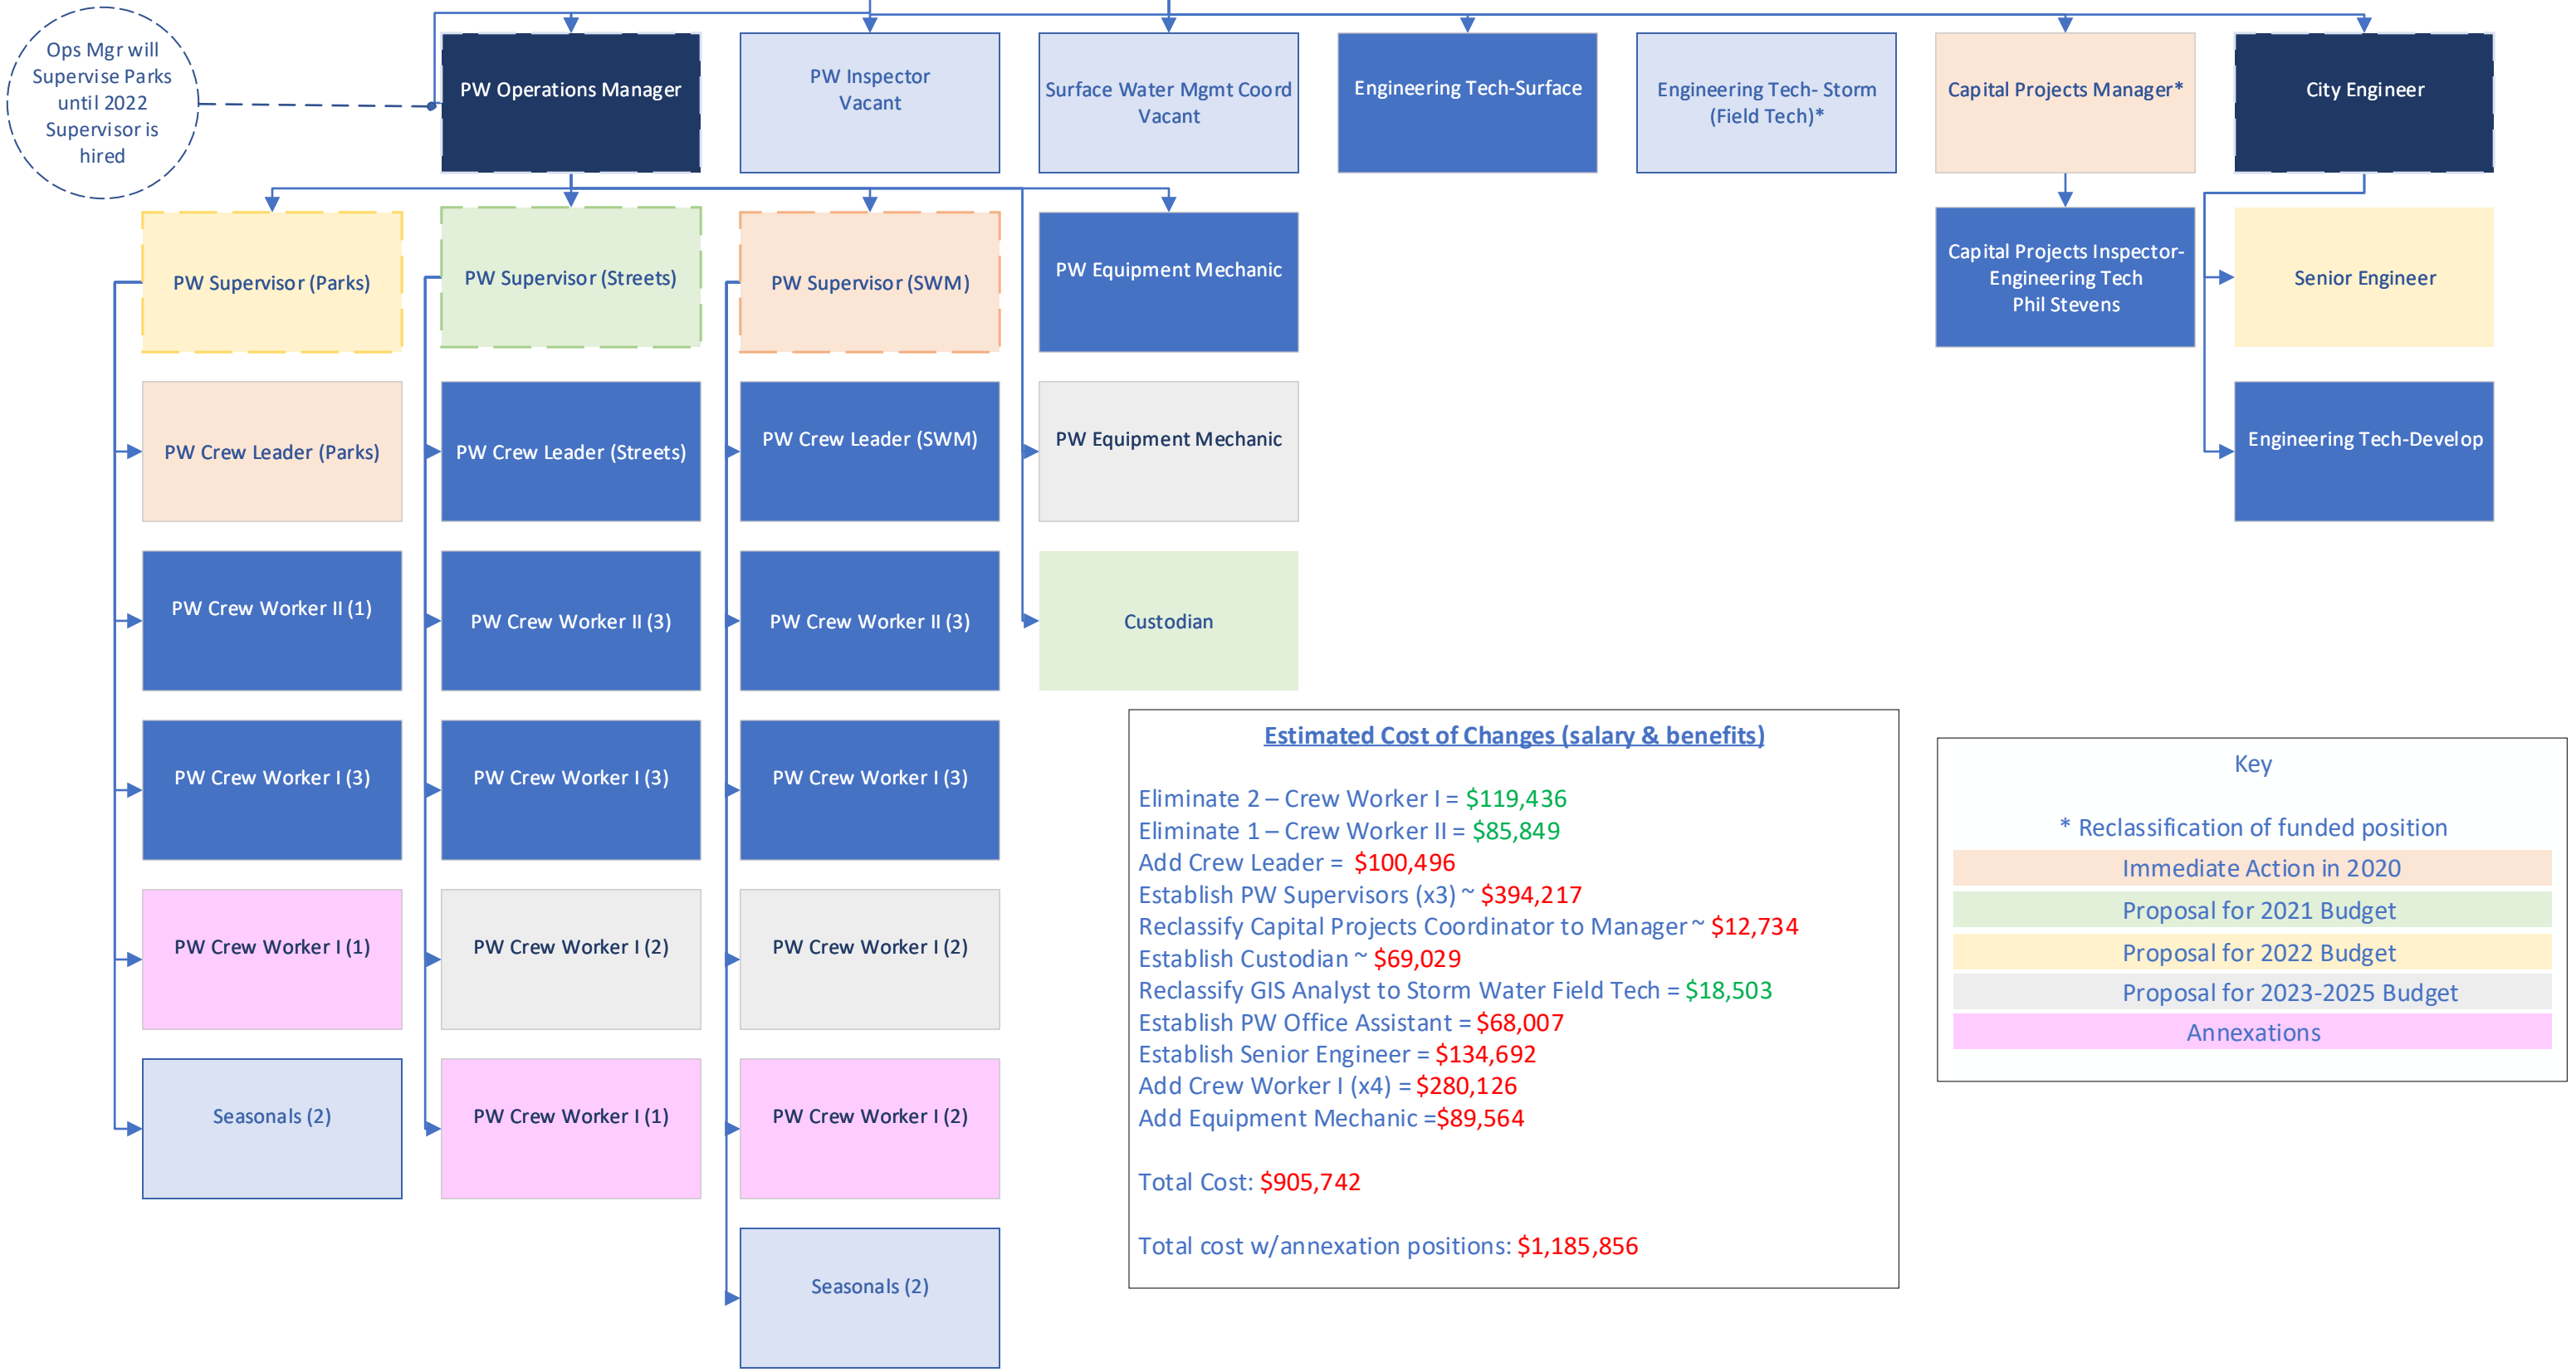 Ops Mgr will
Supervise Parks
until 2022
Supervisor is
hired
PW Operations Manager
PW Inspector
Vacant
Surface Water Mgmt Coord
Vacant
Engineering Tech-Surface
Engineering Tech- Storm
(Field Tech)*
Capital Projects Manager*
City Engineer
PW Supervisor (Parks)
PW Supervisor (Streets)
PW Supervisor (SWM)
PW Equipment Mechanic
Capital Projects Inspector-
Engineering Tech
Phil Stevens
Senior Engineer
PW Crew Leader (Parks)
PW Crew Leader (Streets)
PW Crew Leader (SWM)
PW Equipment Mechanic
Engineering Tech-Develop
PW Crew Worker II (1)
PW Crew Worker II (3)
PW Crew Worker II (3)
Custodian
PW Crew Worker I (3)
PW Crew Worker I (3)
PW Crew Worker I (3)
PW Crew Worker I (1)
PW Crew Worker I (2)
PW Crew Worker I (2)
Seasonals (2)
PW Crew Worker I (1)
PW Crew Worker I (2)
Seasonals (2)
Estimated Cost of Changes (salary & benefits)
Eliminate 2 – Crew Worker I = $119,436
Eliminate 1 – Crew Worker II = $85,849
Add Crew Leader = $100,496
Establish PW Supervisors (x3) ~ $394,217
Reclassify Capital Projects Coordinator to Manager ~ $12,734
Establish Custodian ~ $69,029
Reclassify GIS Analyst to Storm Water Field Tech = $18,503
Establish PW Office Assistant = $68,007
Establish Senior Engineer = $134,692
Add Crew Worker I (x4) = $280,126
Add Equipment Mechanic =$89,564
Total Cost: $905,742
Total cost w/annexation positions: $1,185,856
Key
* Reclassification of funded position
Immediate Action in 2020
Proposal for 2021 Budget
Proposal for 2022 Budget
Proposal for 2023-2025 Budget
Annexations